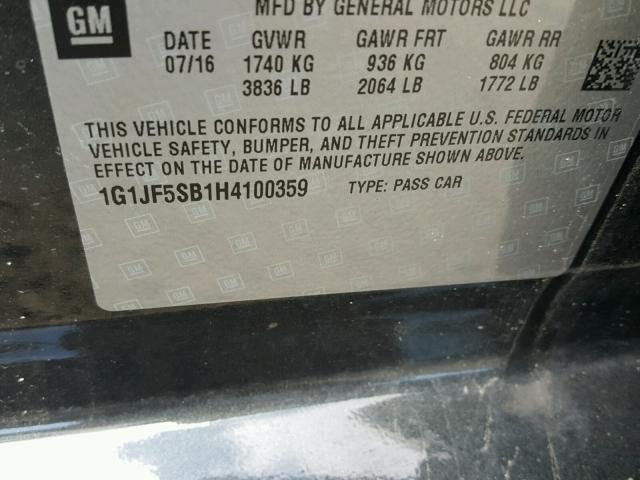 GM
MFD BY GENERAL MOTORS LLC
DATE GVWR GAWR FRT GAWR RR
07/16 1740 KG 936 KG 804 KG
3836 LB 2064 LB 1772 LB
THIS VEHICLE CONFORMS TO ALL APPLICABLE U.S. FEDERAL MOTOR
VEHICLE SAFETY, BUMPER, AND THEFT PREVENTION STANDARDS IN
EFFECT ON THE DATE OF MANUFACTURE SHOWN ABOVE.
1G1JF5SB1H4100359 TYPE: PASS CAR